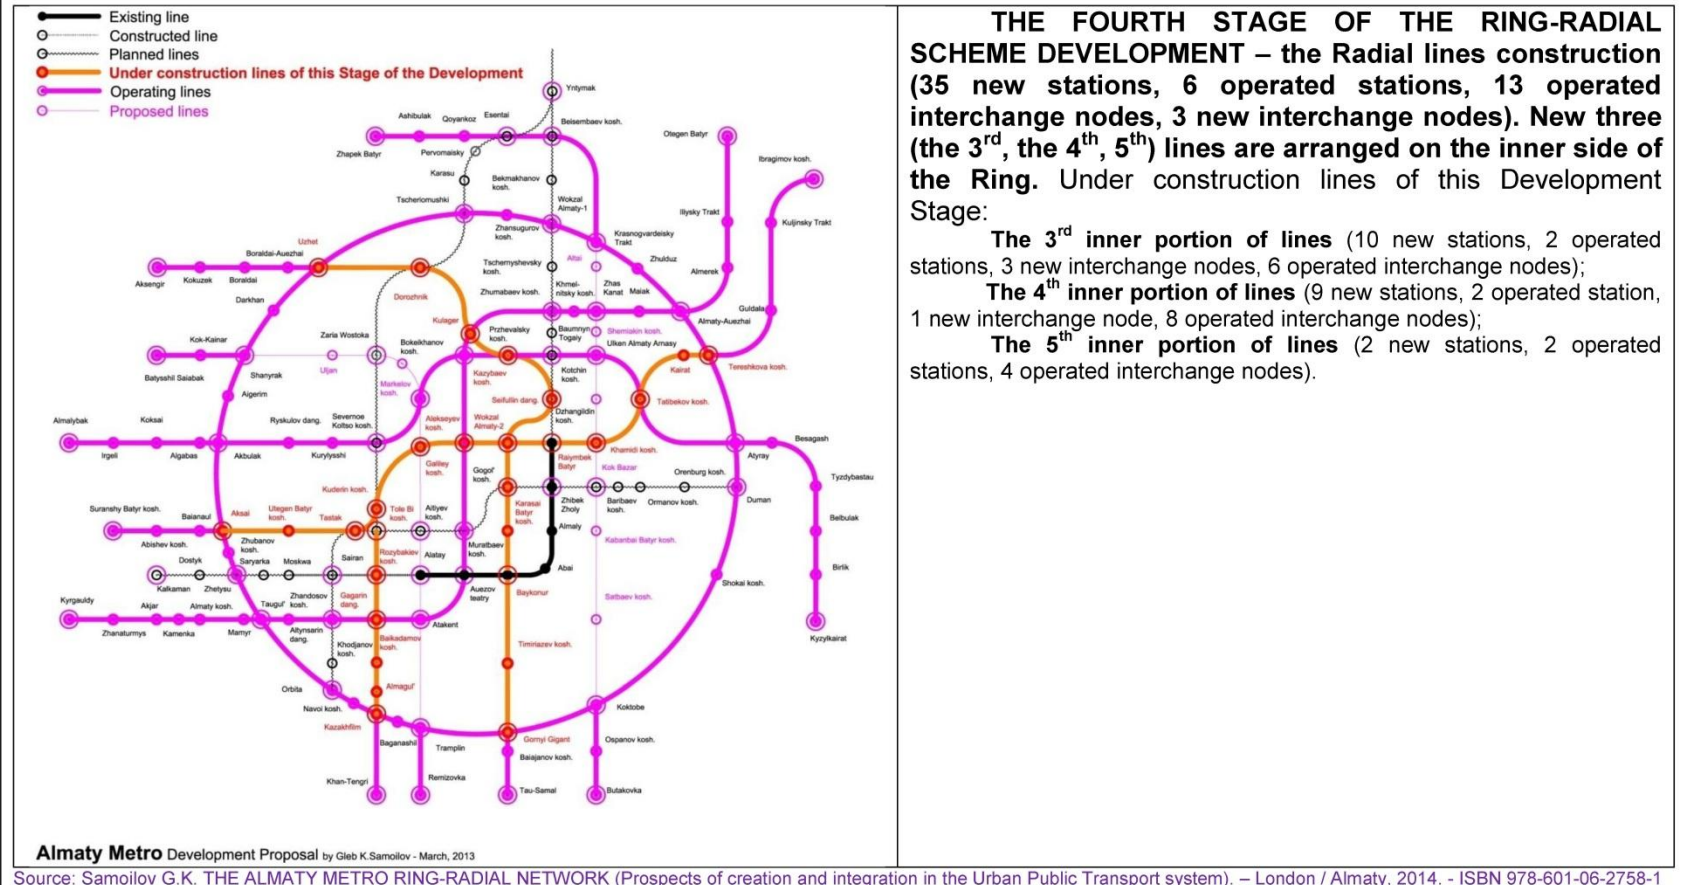 Existing line
Constructed line
Planned lines
Under construction lines of this Stage of the Development
Operating lines
Proposed lines
Yntymak
Ashibulak
Qoyankoz
Esentai
Beisembaev kosh.
Otegen Batyr
Zhapek Batyr
Pervomaisky
Ibragimov kosh.
Karasu
Bekmakhanov
kosh.
Tscheriomushki
Wokzal
Almaty-1
Illysky Trakt
Kuljinsky Trakt
Zhansugurov
kosh.
Krasnogvardeisky
Trakt
Uzhet
Boraldai-Auezhai
Altai
Zhulduz
Aksengir
Kokuzek
Boraldai
Tschernyshevsky
kosh.
Almerek
Dorozhnik
Zhumabaev kosh.
Khmel-
nitsky kosh.
Zhas
Kanat
Maiak
Darkhan
Guldala
Kulager
Almaty-Auezhai
Zaria Wostoka
Przhevalsky
kosh.
Baumnyn
Togaiy
Shemiakin kosh.
Kok-Kainar
Bokeikhanov
kosh.
Ulkan Almaty Arnasy
Batysshil Saiabak
Shanyrak
Uljan
Kazybaev
kosh.
Kotchin
kosh.
Kairat
Tereshkova kosh.
Markelov
kosh.
Aigerim
Seifullin dang.
Tatibekov kosh.
Almalybak
Koksai
Ryskulov dang.
Severnoe
Koltso kosh.
Alekseyev
kosh.
Wokzal
Almaty-2
Dzhangildin
kosh.
Irgeli
Algabas
Akbulak
Kurylysshi
Galiley
kosh.
Raiymbek
Batyr
Khamidi kosh.
Atyray
Besagash
Gogol'
kosh.
Kok Bazar
Orenburg kosh.
Tyzdybastau
Kuderin kosh.
Suranshy Batyr kosh.
Baianaul
Aksai
Utegen Batyr
kosh.
Tastak
Tole Bi
kosh.
Aitiyev
kosh.
Karasai
Batyr
kosh.
Zhibek
Zholy
Baribaev
kosh.
Ormanov kosh.
Duman
Belbulak
Abishev kosh.
Zhubanov
kosh.
Almaly
Kabanbai Batyr kosh.
Dostyk
Saryarka
Moskwa
Sairan
Rozybakiev
kosh.
Alatay
Muratbaev
kosh.
Abai
Birlik
Kalkaman
Zhetysu
Auezov
teatry
Baykonur
Shokai kosh.
Kyrgauldy
Akjar
Almaty kosh.
Taugul'
Zhandosov
kosh.
Gagarin
dang.
Satbaev kosh.
Zhanaturmys
Kamenka
Mamyr
Altynsarin
dang.
Atakent
Kyzylkairat
Khodjanov
kosh.
Baikadamov
kosh.
Timiriazev kosh.
Orbita
Almagul'
Navoi kosh.
Koktobe
Kazakhfilm
Baganashil
Tramplin
Gornyi Gigant
Ospanov kosh.
Baiajanov kosh.
Khan-Tengri
Remizovka
Tau-Samal
Butakovka
Almaty Metro Development Proposal by Gleb K.Samoilov - March, 2013
THE FOURTH STAGE OF THE RING-RADIAL
SCHEME DEVELOPMENT – the Radial lines construction
(35 new stations, 6 operated stations, 13 operated
interchange nodes, 3 new interchange nodes). New three
(the 3rd, the 4th, 5th) lines are arranged on the inner side of
the Ring. Under construction lines of this Development
Stage:
The 3rd inner portion of lines (10 new stations, 2 operated
stations, 3 new interchange nodes, 6 operated interchange nodes);
The 4th inner portion of lines (9 new stations, 2 operated station,
1 new interchange node, 8 operated interchange nodes);
The 5th inner portion of lines (2 new stations, 2 operated
stations, 4 operated interchange nodes).
Source: Samoilov G.K. THE ALMATY METRO RING-RADIAL NETWORK (Prospects of creation and integration in the Urban Public Transport system). – London / Almaty, 2014. - ISBN 978-601-06-2758-1